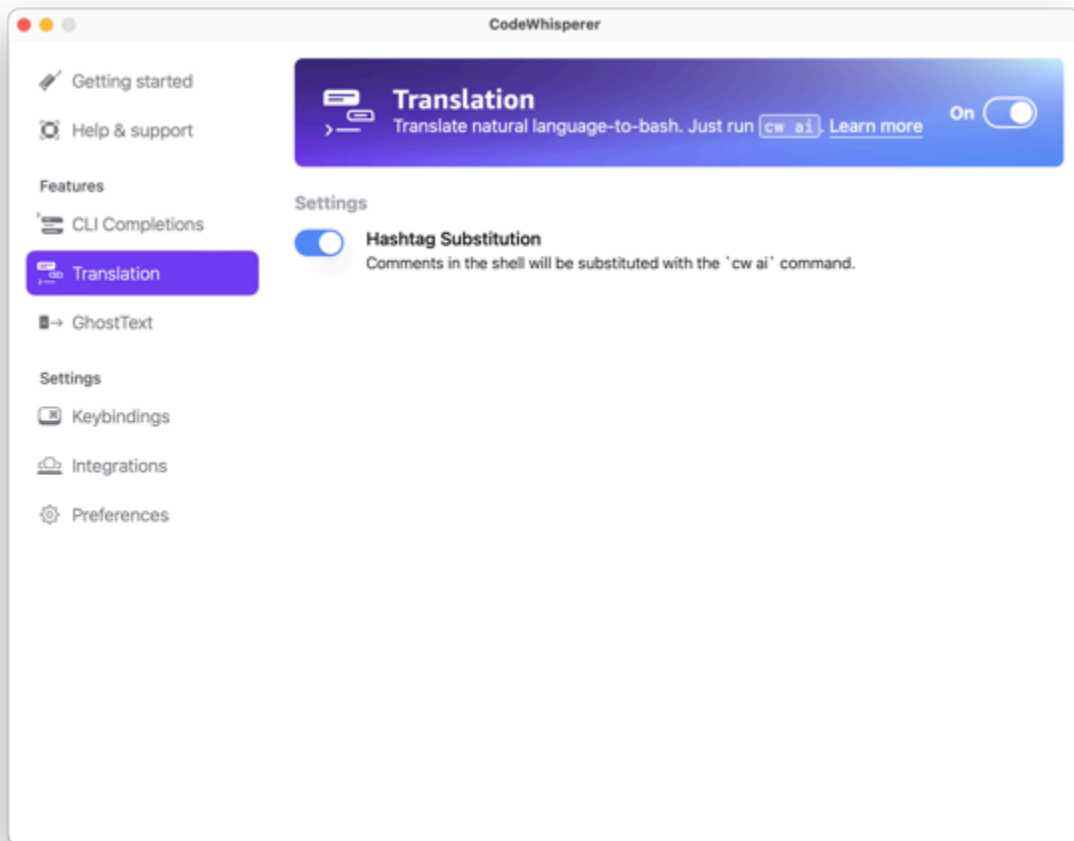 CodeWhisperer
Getting started
Help & support
Features
CLI Completions
Translation
GhostText
Settings
Keybindings
Integrations
Preferences
Translation
Translate natural language-to-bash. Just run cw ai. Learn more
On
Settings
Hashtag Substitution
Comments in the shell will be substituted with the `cw ai` command.